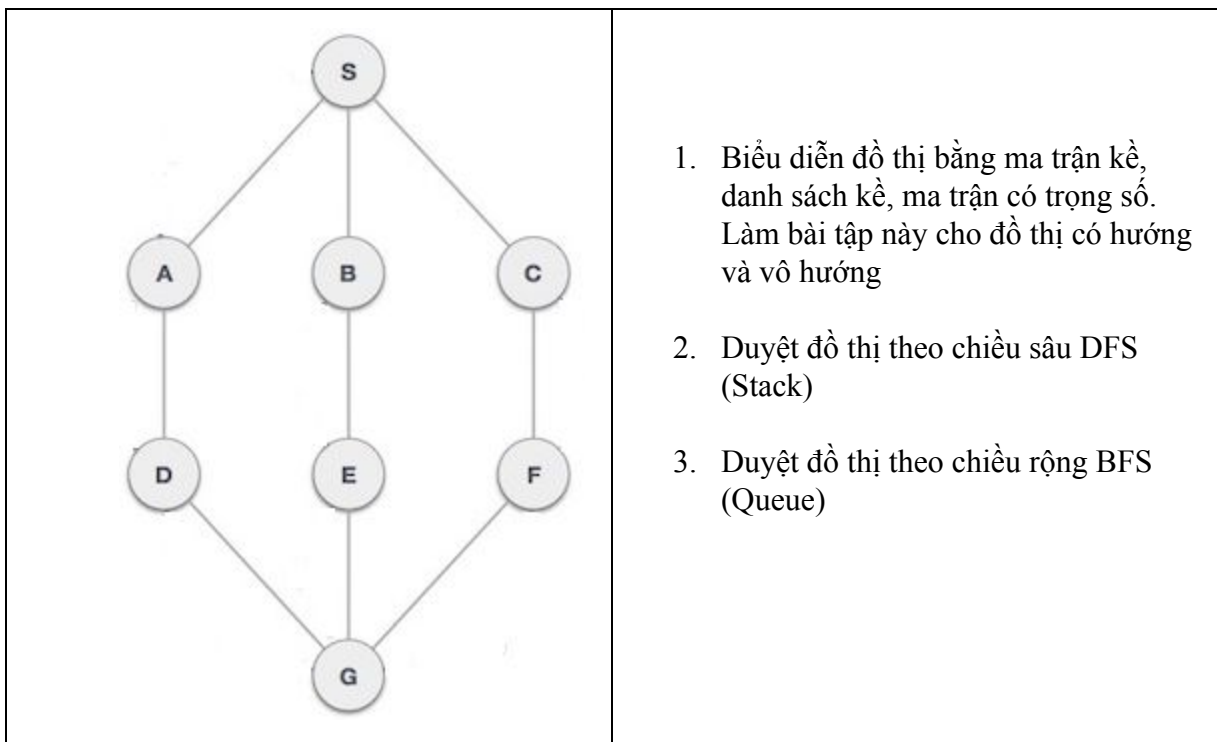 S
A
B
C
D
E
F
G
1. Biểu diễn đồ thị bằng ma trận kề,
danh sách kề, ma trận có trọng số.
Làm bài tập này cho đồ thị có hướng
và vô hướng
2. Duyệt đồ thị theo chiều sâu DFS
(Stack)
3. Duyệt đồ thị theo chiều rộng BFS
(Queue)